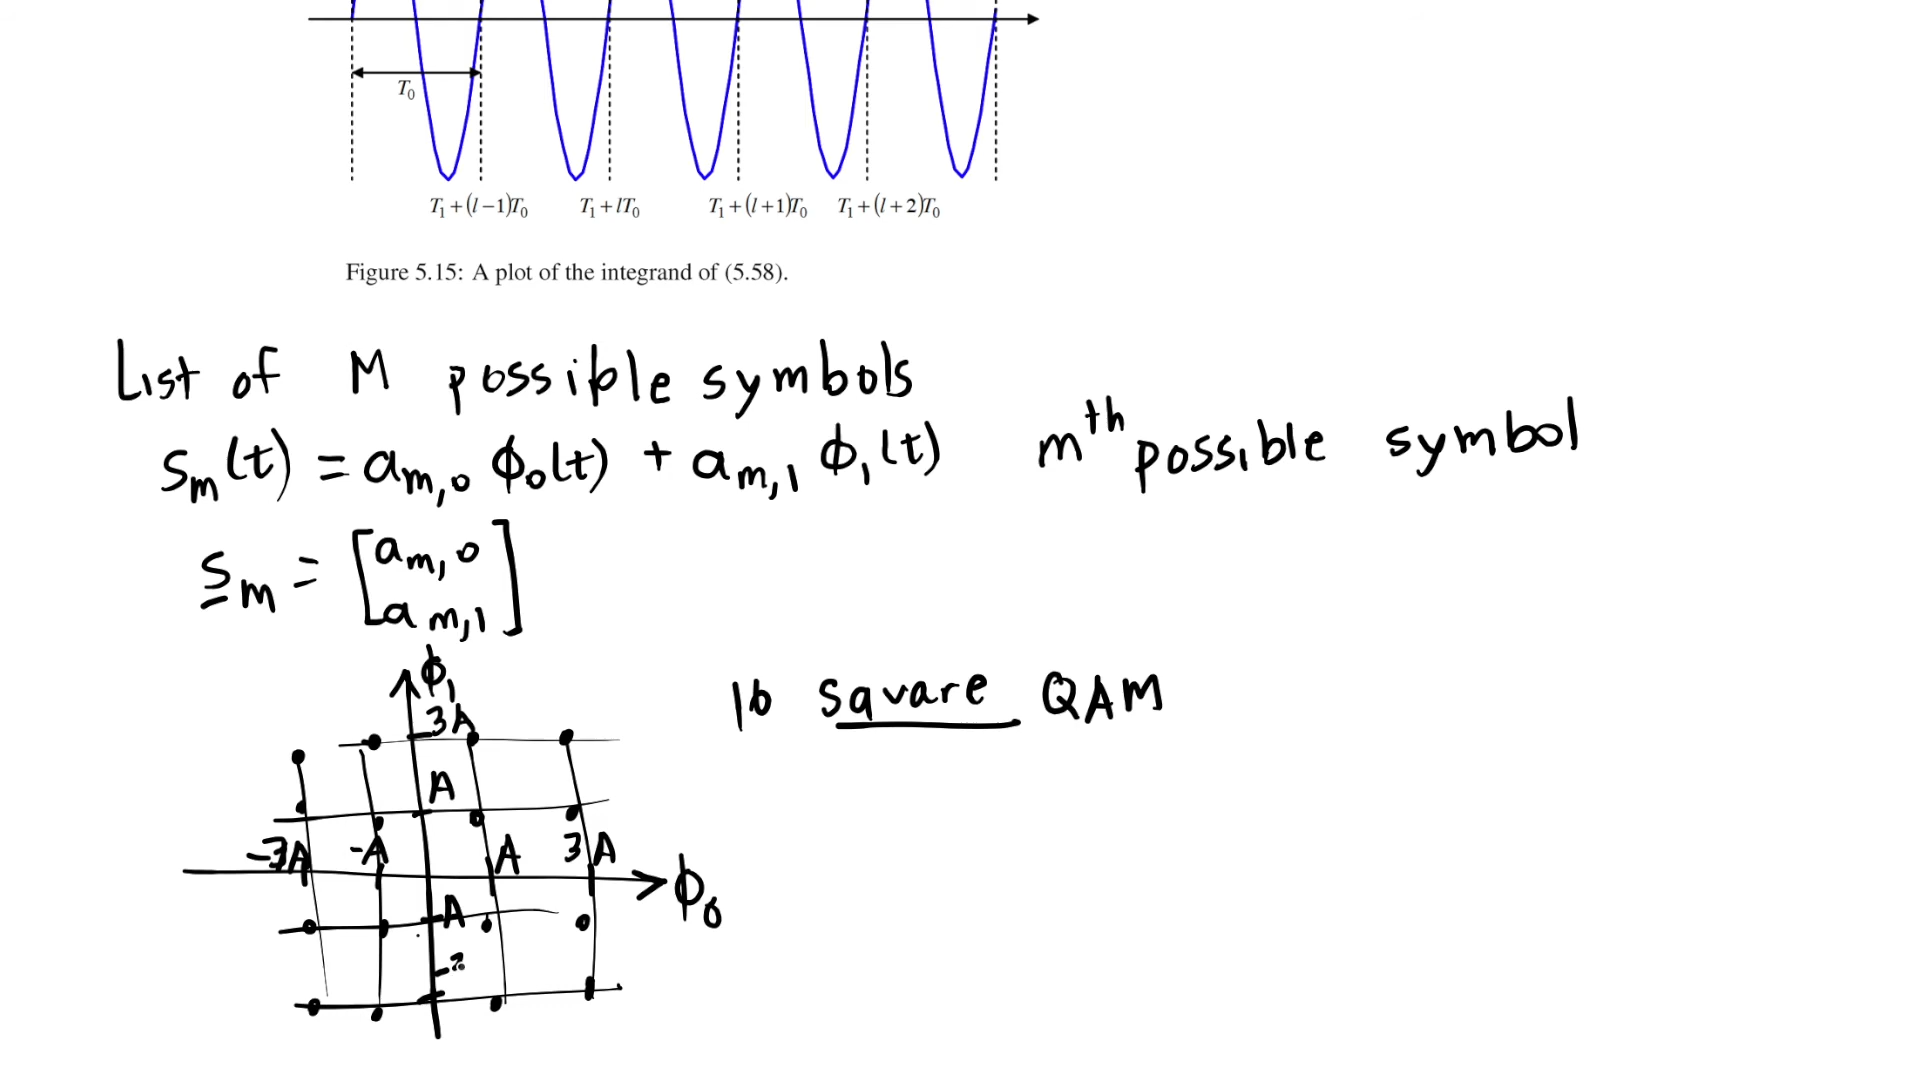 T₀
T₁+(l−1)T₀ T₁+lT₀ T₁+(l+1)T₀ T₁+(l+2)T₀
Figure 5.15: A plot of the integrand of (5.58).
List of M possible symbols
sₘ(t) = aₘ,₀ ϕ₀(t) + aₘ,₁ ϕ₁(t) mᵗʰ possible symbol
s̲ₘ = [aₘ,₀
aₘ,₁]
ϕ₁
16 square QAM
3A
A
-3A -A A 3A
ϕ₀
-A